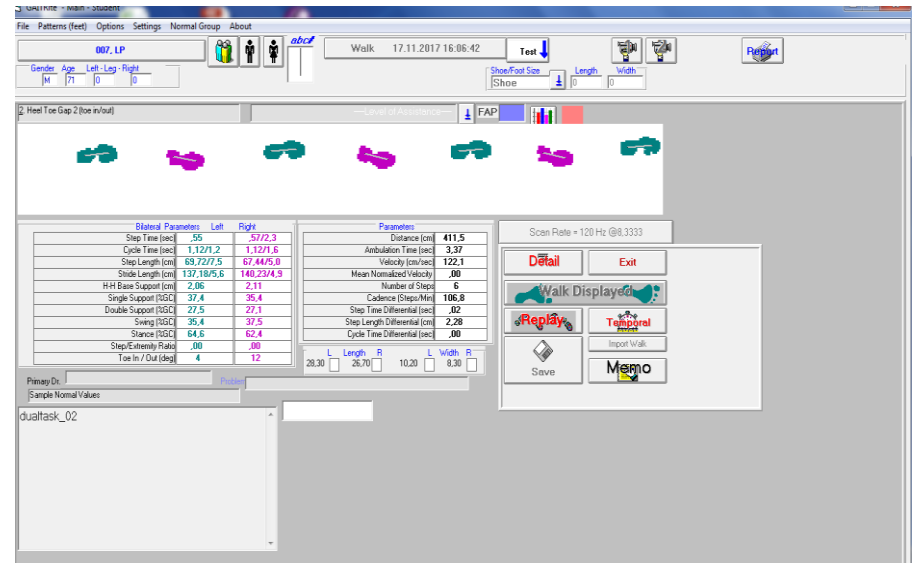 GAITRite - Main - Student
File Patterns (feet) Options Settings Normal Group About
007, LP
abcd
Walk 17.11.2017 16:06:42
Test
Report
Gender Age Left - Leg - Right
M 71 0 0
Shoe/Foot Size Length Width
Shoe 0 0
2. Heel Toe Gap 2 (toe in/out)
---Level of Assistance---
FAP
Bilateral Parameters Left Right
Step Time (sec) ,55 ,57/2,3
Cycle Time (sec) 1,12/1,2 1,12/1,6
Step Length (cm) 69,72/7,5 67,44/5,0
Stride Length (cm) 137,18/5,6 140,23/4,9
H-H Base Support (cm) 2,06 2,11
Single Support (%GC) 37,4 35,4
Double Support (%GC) 27,5 27,1
Swing (%GC) 35,4 37,5
Stance (%GC) 64,6 62,4
Step/Extremity Ratio ,00 ,00
Toe In / Out (deg) 4 12
Parameters
Distance (cm) 411,5
Ambulation Time (sec) 3,37
Velocity (cm/sec) 122,1
Mean Normalized Velocity ,00
Number of Steps 6
Cadence (Steps/Min) 106,8
Step Time Differential (sec) ,02
Step Length Differential (cm) 2,28
Cycle Time Differential (sec) ,00
L Length R L Width R
28,30 26,70 10,20 8,30
Scan Rate = 120 Hz @8,3333
Detail Exit
Walk Displayed
Replay Temporal
Import Walk
Save Memo
Primary Dr. Problem
Sample Normal Values
dualtask_02